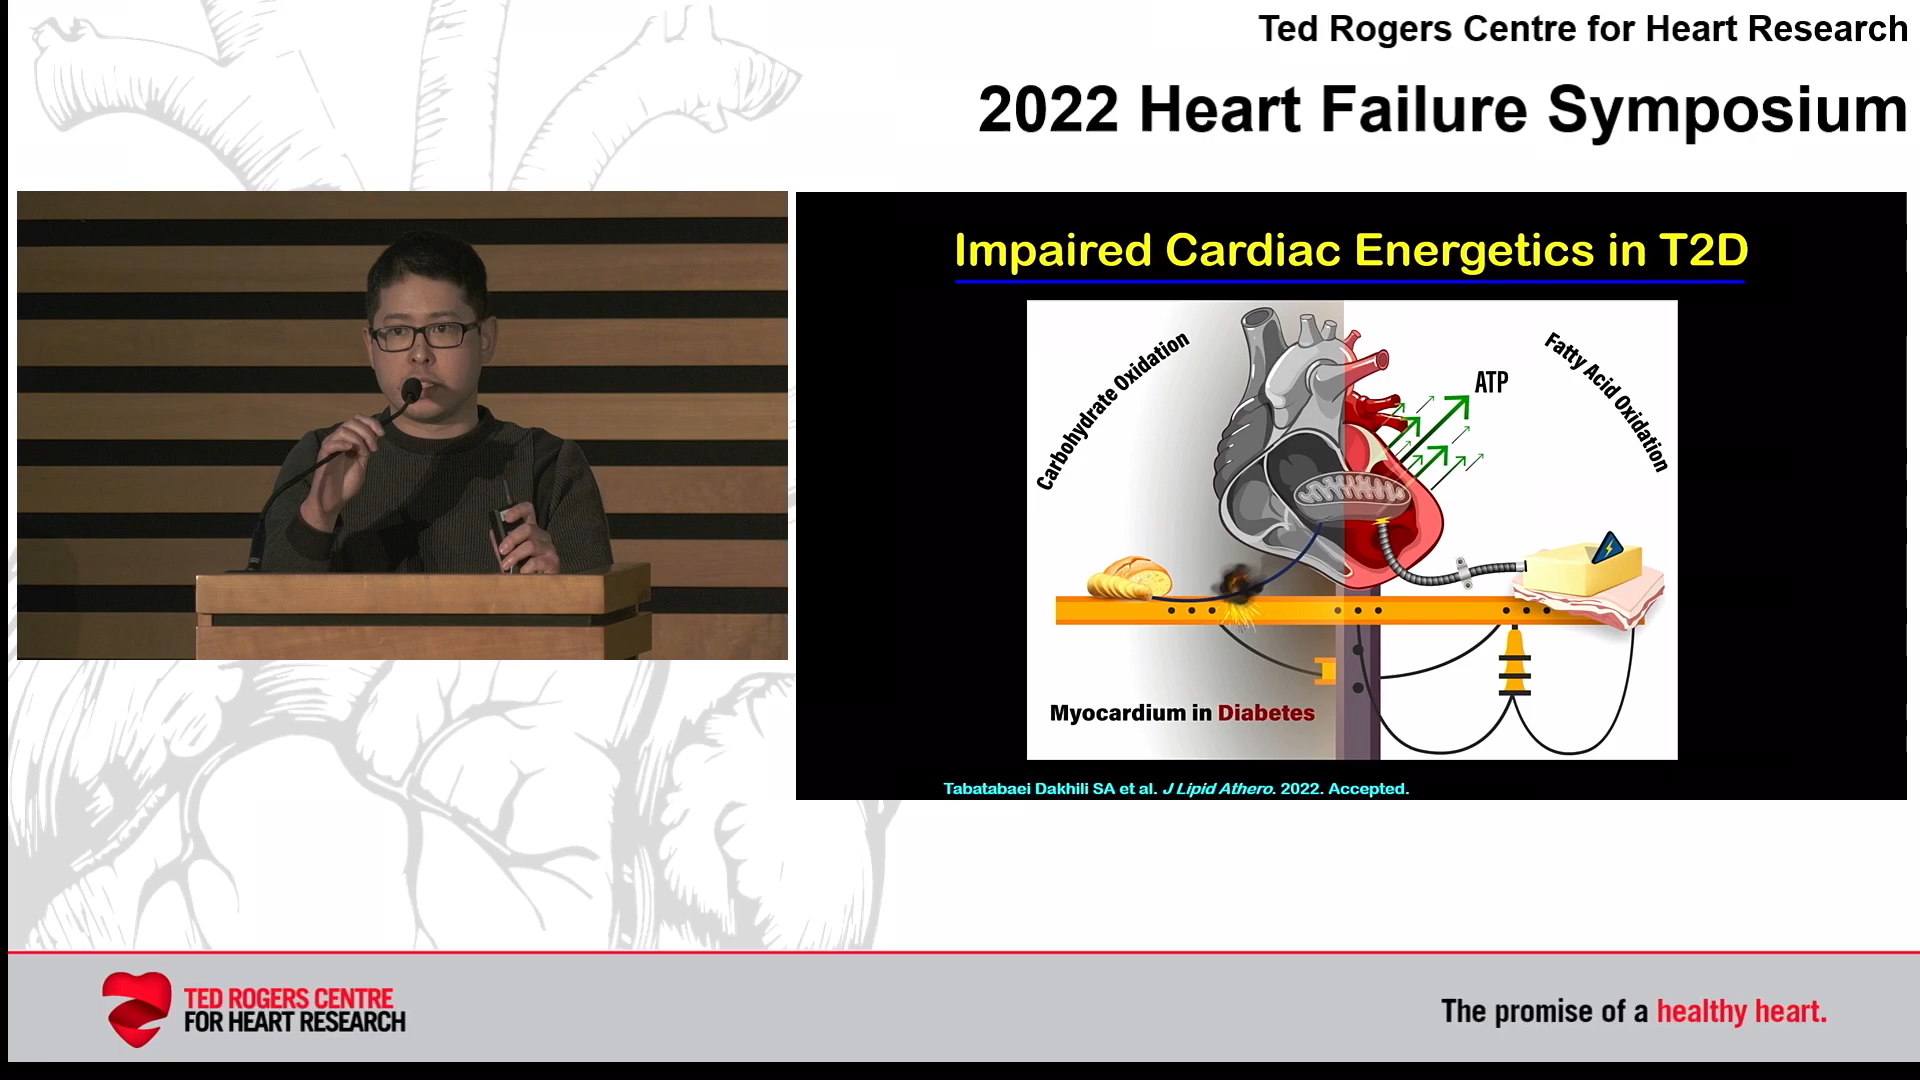 Ted Rogers Centre for Heart Research
2022 Heart Failure Symposium
Impaired Cardiac Energetics in T2D
Carbohydrate Oxidation
ATP
Fatty Acid Oxidation
Myocardium in Diabetes
Tabatabaei Dakhili SA et al. J Lipid Athero. 2022. Accepted.
TED ROGERS CENTRE
FOR HEART RESEARCH
The promise of a healthy heart.